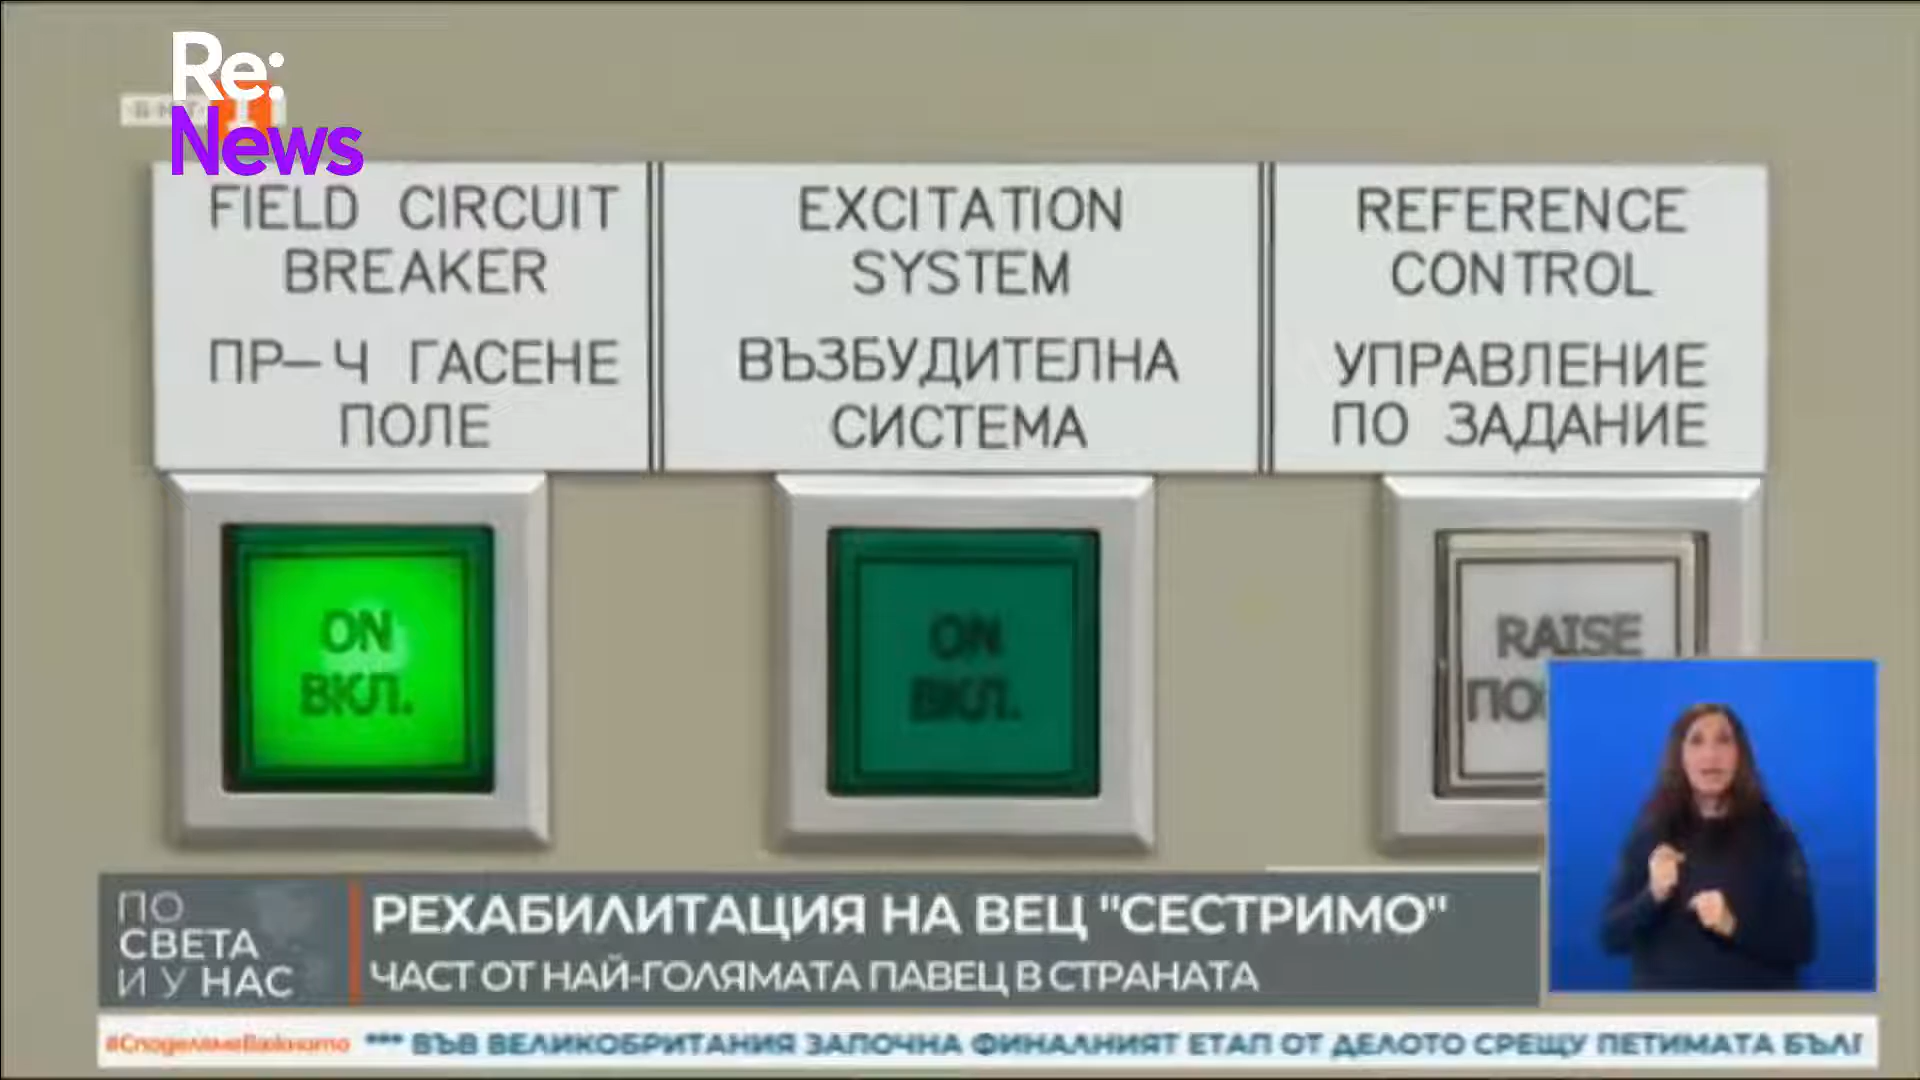 Re:
News
FIELD CIRCUIT
BREAKER
ПР-Ч ГАСЕНЕ
ПОЛЕ
EXCITATION
SYSTEM
ВЪЗБУДИТЕЛНА
СИСТЕМА
REFERENCE
CONTROL
УПРАВЛЕНИЕ
ПО ЗАДАНИЕ
ON
ВКЛ.
ON
ВКЛ.
RAISE
ПО
СВЕТА
И У НАС
РЕХАБИЛИТАЦИЯ НА ВЕЦ "СЕСТРИМО"
ЧАСТ ОТ НАЙ-ГОЛЯМАТА ПАВЕЦ В СТРАНАТА
#СподелямеВажното
*** ВЪВ ВЕЛИКОБРИТАНИЯ ЗАПОЧНА ФИНАЛНИЯТ ЕТАП ОТ ДЕЛОТО СРЕЩУ ПЕТИМАТА БЪЛГ